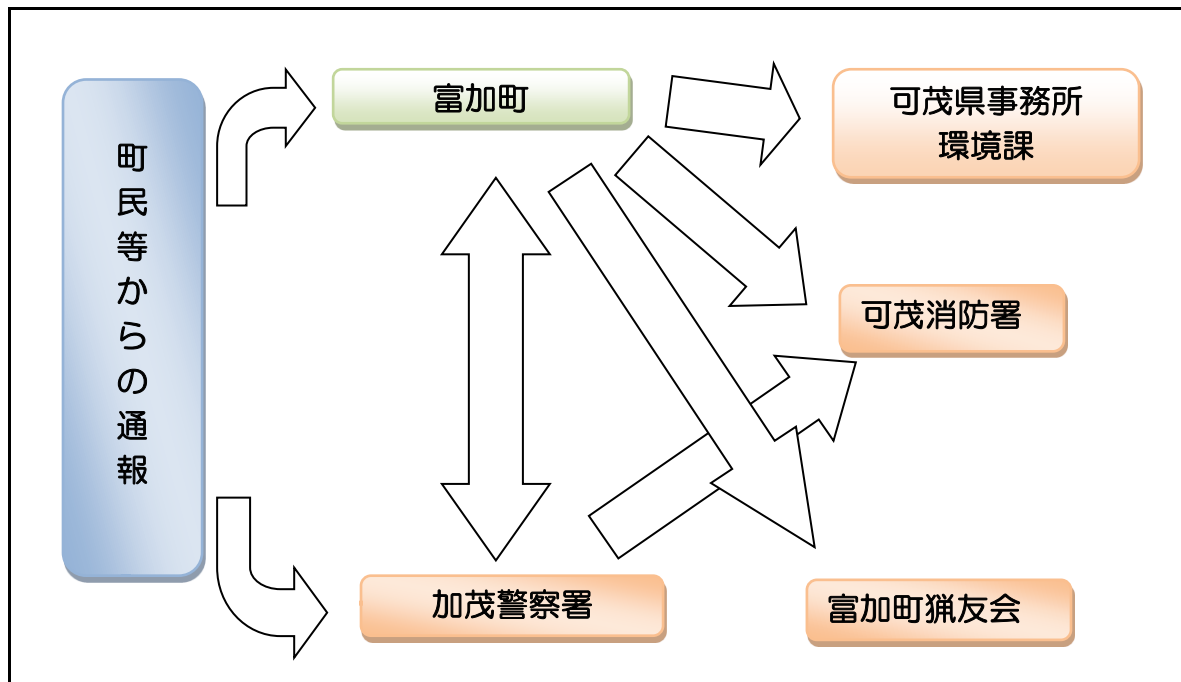 町民等からの通報
富加町
可茂県事務所
環境課
可茂消防署
加茂警察署
富加町猟友会